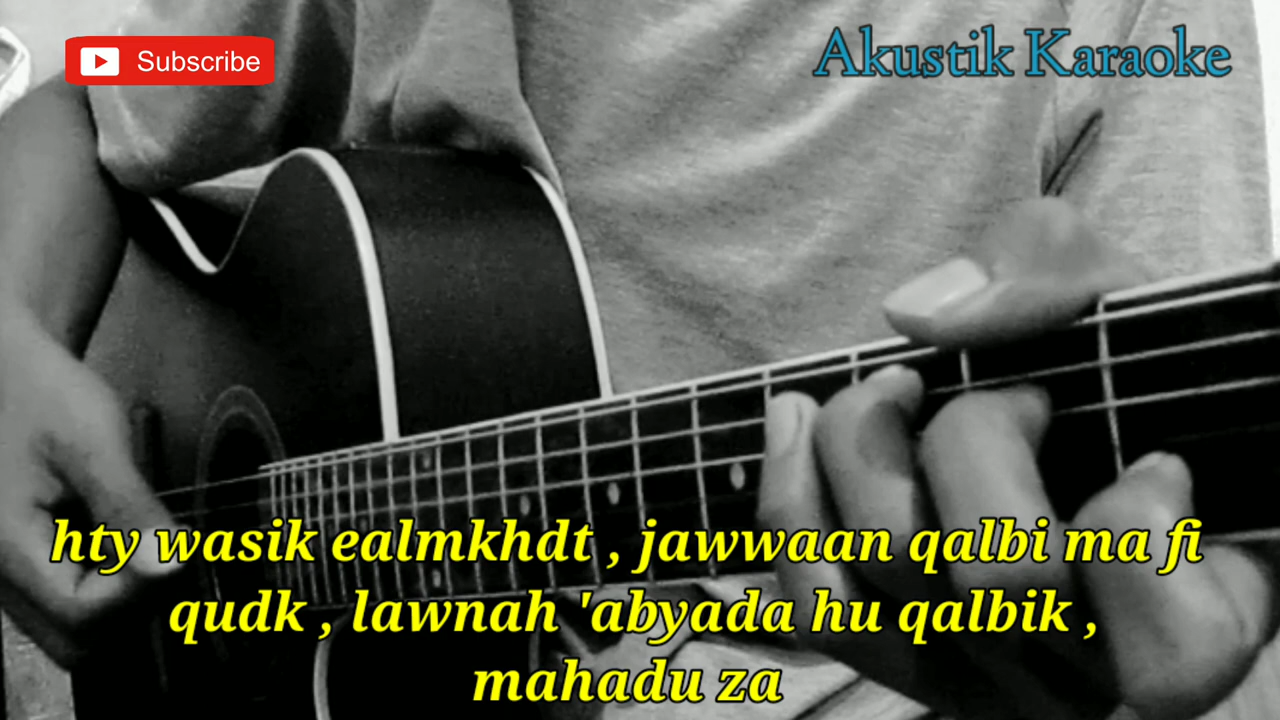 Subscribe
Akustik Karaoke
hty wasik ealmkhdt , jawwaan qalbi ma fi
qudk , lawnah 'abyada hu qalbik ,
mahadu za